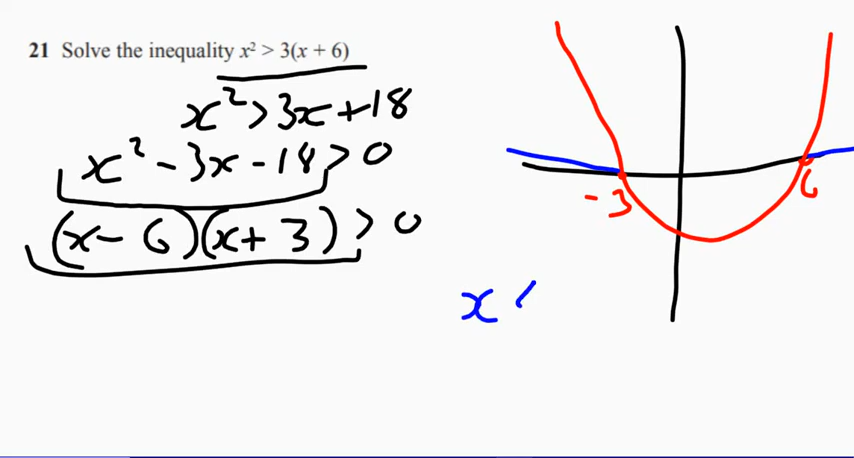 21 Solve the inequality x² > 3(x + 6)
x² > 3x + 18
x² - 3x - 18 > 0
(x - 6)(x + 3) > 0
-3
6
x <